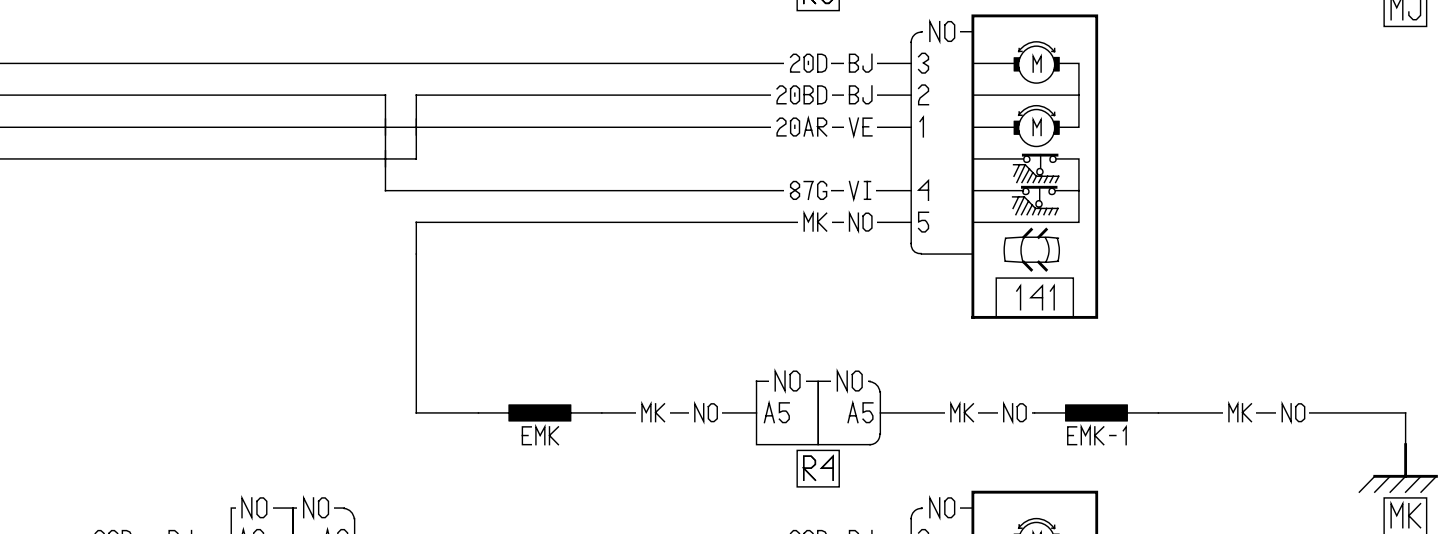 MJ
NO
20D-BJ 3 M
20BD-BJ 2
20AR-VE 1 M
87G-VI 4
MK-NO 5
141
NO NO
MK-NO A5 A5 MK-NO MK-NO
EMK EMK-1
R4
NO NO NO
MK